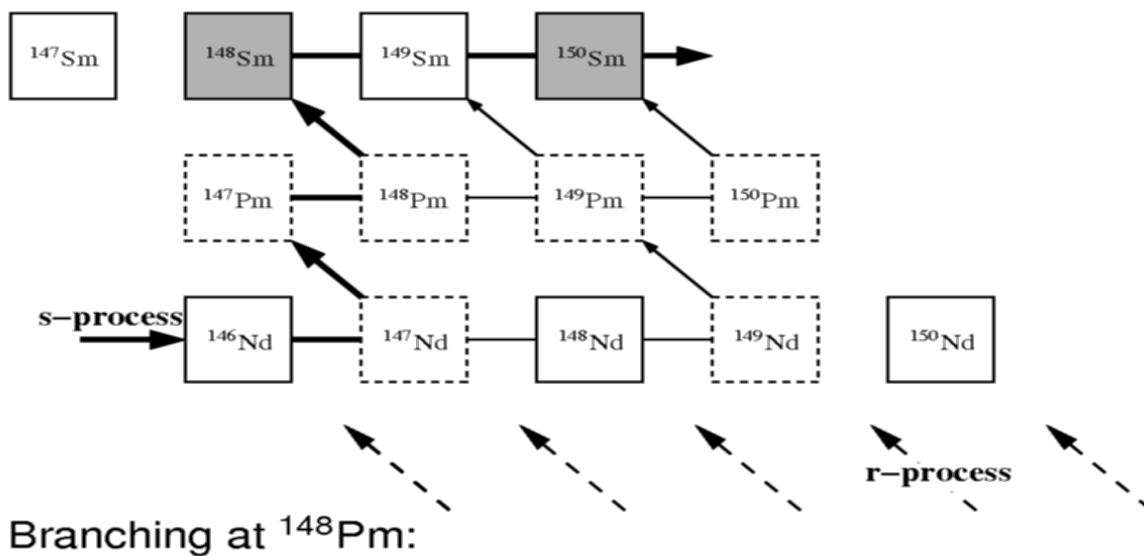 ¹⁴⁷Sm ¹⁴⁸Sm ¹⁴⁹Sm ¹⁵⁰Sm
¹⁴⁷Pm ¹⁴⁸Pm ¹⁴⁹Pm ¹⁵⁰Pm
s–process
¹⁴⁶Nd ¹⁴⁷Nd ¹⁴⁸Nd ¹⁴⁹Nd ¹⁵⁰Nd
r–process
Branching at ¹⁴⁸Pm: